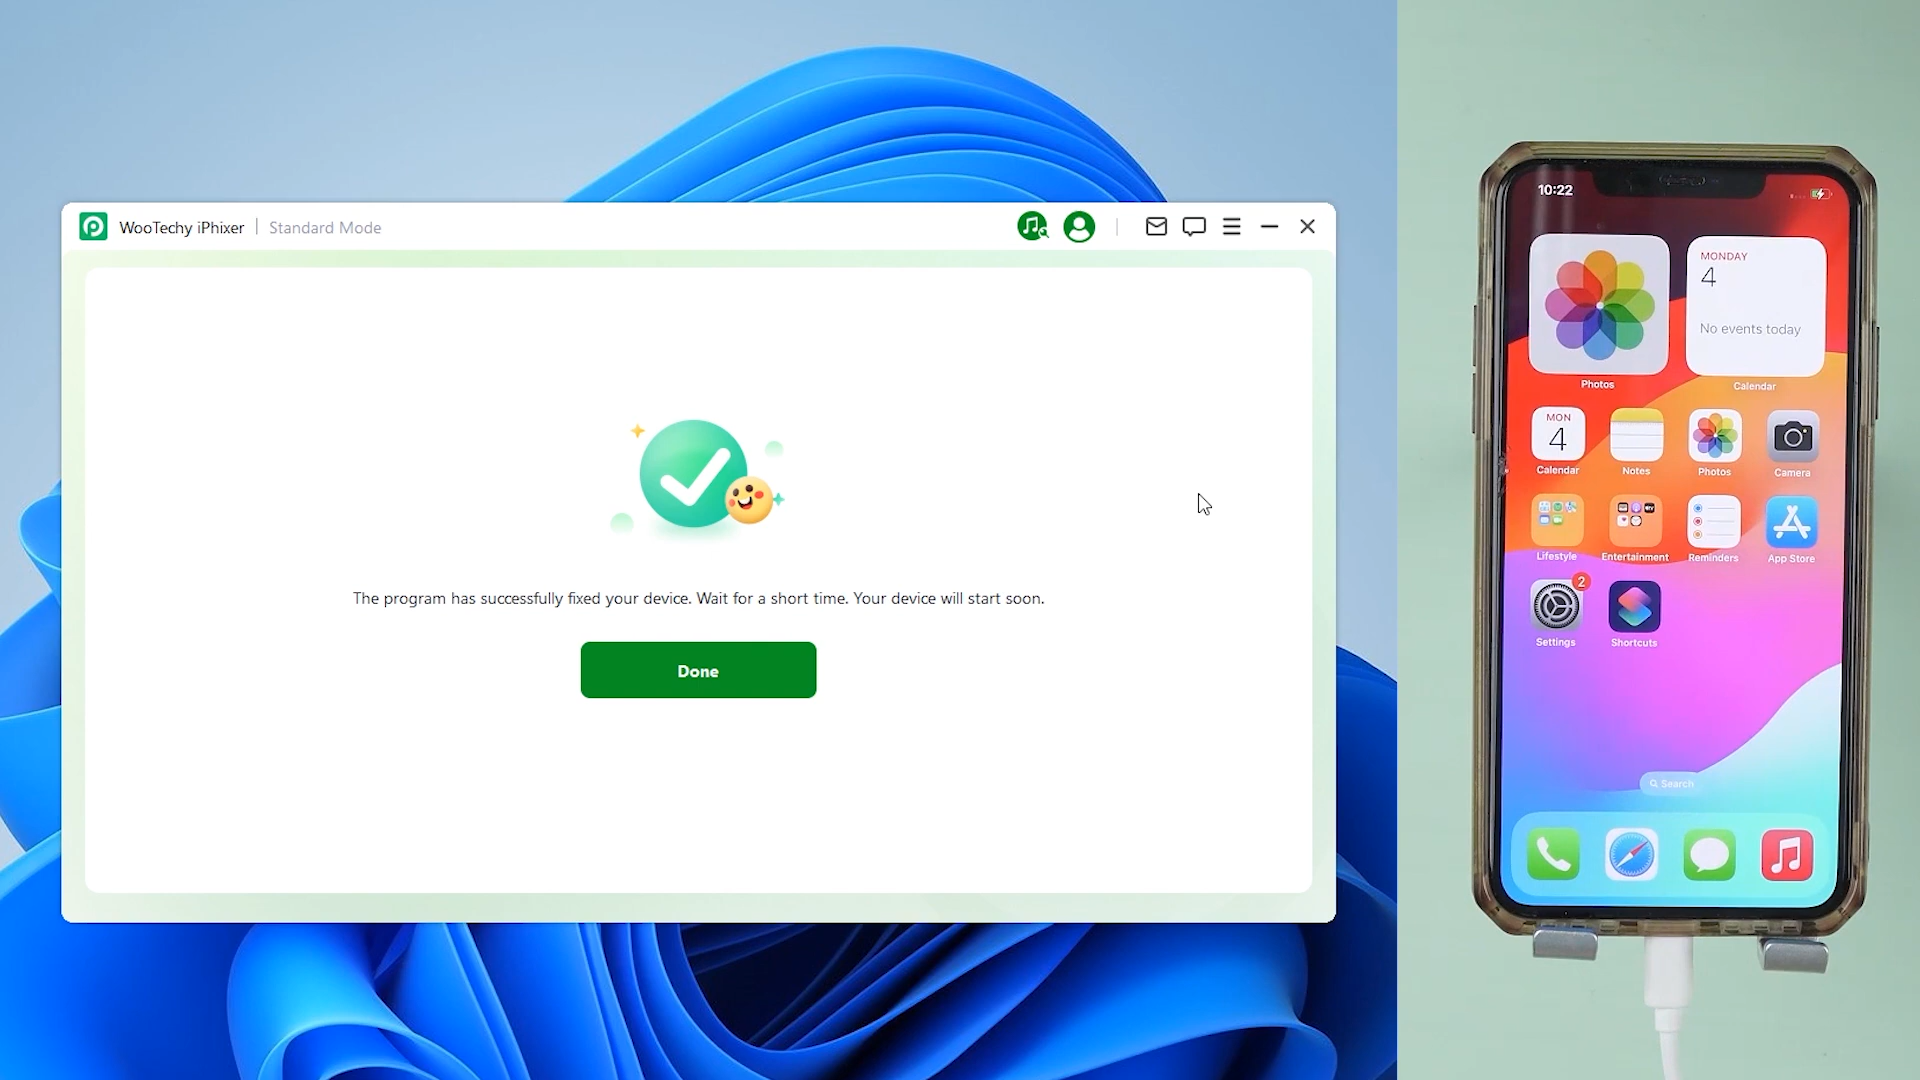 WooTechy iPhixer | Standard Mode
The program has successfully fixed your device. Wait for a short time. Your device will start soon.
Done
10:22
MONDAY
4
No events today
Photos
Calendar
MON
4
Calendar
Notes
Photos
Camera
Lifestyle
Entertainment
Reminders
App Store
2
Settings
Shortcuts
Search